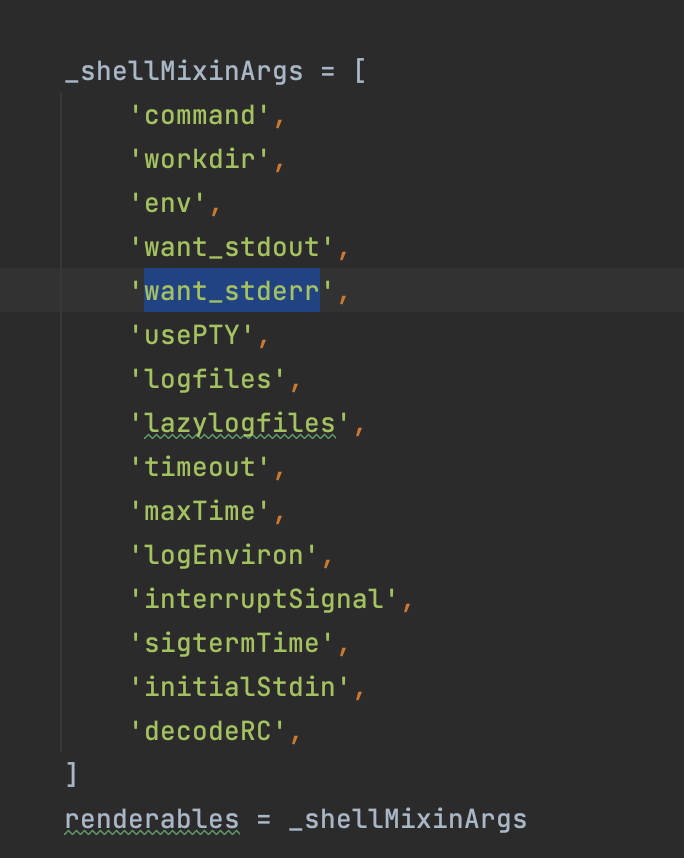 _shellMixinArgs = [
'command',
'workdir',
'env',
'want_stdout',
'want_stderr',
'usePTY',
'logfiles',
'lazylogfiles',
'timeout',
'maxTime',
'logEnviron',
'interruptSignal',
'sigtermTime',
'initialStdin',
'decodeRC',
]
renderables = _shellMixinArgs